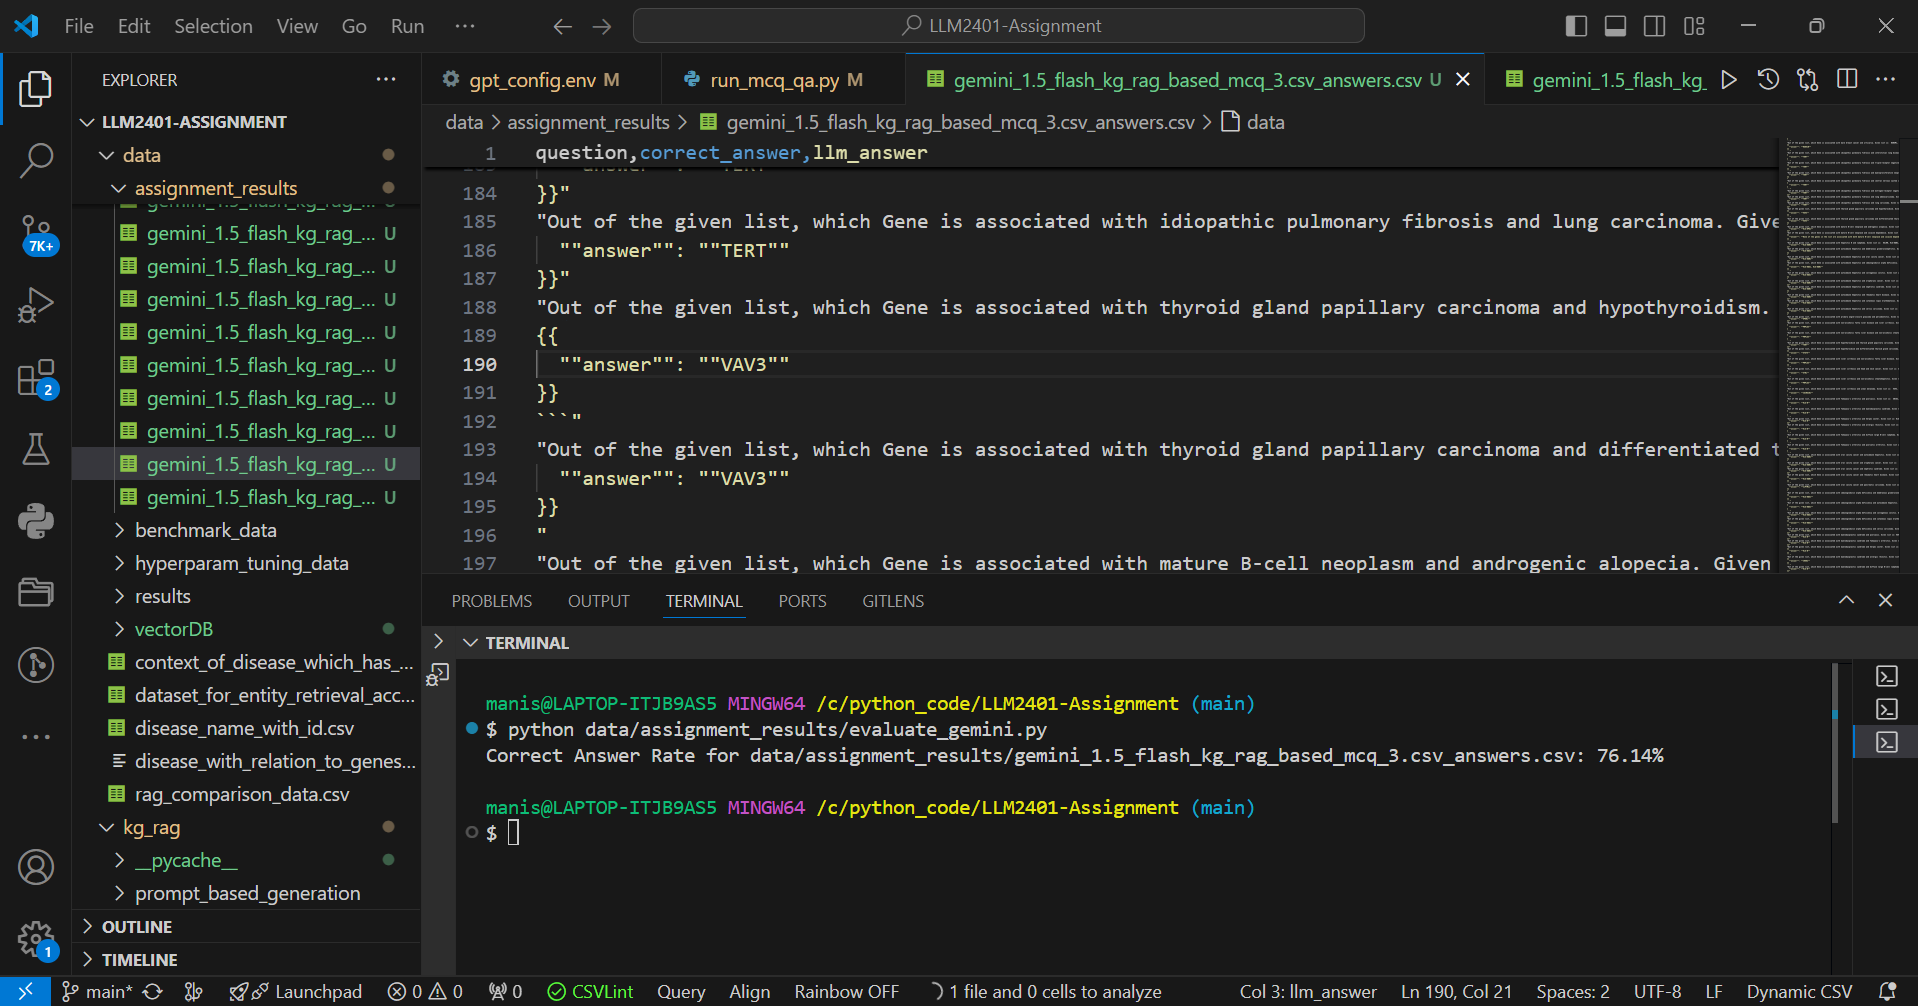 File Edit Selection View Go Run ··· LLM2401-Assignment
EXPLORER ···
LLM2401-ASSIGNMENT
data
assignment_results
gemini_1.5_flash_kg_rag_... U
gemini_1.5_flash_kg_rag_... U
gemini_1.5_flash_kg_rag_... U
gemini_1.5_flash_kg_rag_... U
gemini_1.5_flash_kg_rag_... U
gemini_1.5_flash_kg_rag_... U
gemini_1.5_flash_kg_rag_... U
gemini_1.5_flash_kg_rag_... U
gemini_1.5_flash_kg_rag_... U
benchmark_data
hyperparam_tuning_data
results
vectorDB
context_of_disease_which_has_...
dataset_for_entity_retrieval_acc...
disease_name_with_id.csv
disease_with_relation_to_genes...
rag_comparison_data.csv
kg_rag
__pycache__
prompt_based_generation
OUTLINE
TIMELINE
7K+
2
1
gpt_config.env M run_mcq_qa.py M gemini_1.5_flash_kg_rag_based_mcq_3.csv_answers.csv U gemini_1.5_flash_kg_
data > assignment_results > gemini_1.5_flash_kg_rag_based_mcq_3.csv_answers.csv > data
1 question,correct_answer,llm_answer
184 }}"
185 "Out of the given list, which Gene is associated with idiopathic pulmonary fibrosis and lung carcinoma. Give
186 ""answer"": ""TERT""
187 }}"
188 "Out of the given list, which Gene is associated with thyroid gland papillary carcinoma and hypothyroidism.
189 {{
190 ""answer"": ""VAV3""
191 }}
192 ```"
193 "Out of the given list, which Gene is associated with thyroid gland papillary carcinoma and differentiated t
194 ""answer"": ""VAV3""
195 }}
196 "
197 "Out of the given list, which Gene is associated with mature B-cell neoplasm and androgenic alopecia. Given
PROBLEMS OUTPUT TERMINAL PORTS GITLENS
TERMINAL
manis@LAPTOP-ITJB9AS5 MINGW64 /c/python_code/LLM2401-Assignment (main)
$ python data/assignment_results/evaluate_gemini.py
Correct Answer Rate for data/assignment_results/gemini_1.5_flash_kg_rag_based_mcq_3.csv_answers.csv: 76.14%
manis@LAPTOP-ITJB9AS5 MINGW64 /c/python_code/LLM2401-Assignment (main)
$
main* Launchpad 0 0 0 CSVLint Query Align Rainbow OFF 1 file and 0 cells to analyze Col 3: llm_answer Ln 190, Col 21 Spaces: 2 UTF-8 LF Dynamic CSV